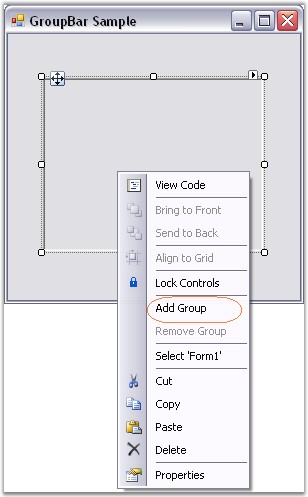 GroupBar Sample
View Code
Bring to Front
Send to Back
Align to Grid
Lock Controls
Add Group
Remove Group
Select 'Form1'
Cut
Copy
Paste
Delete
Properties